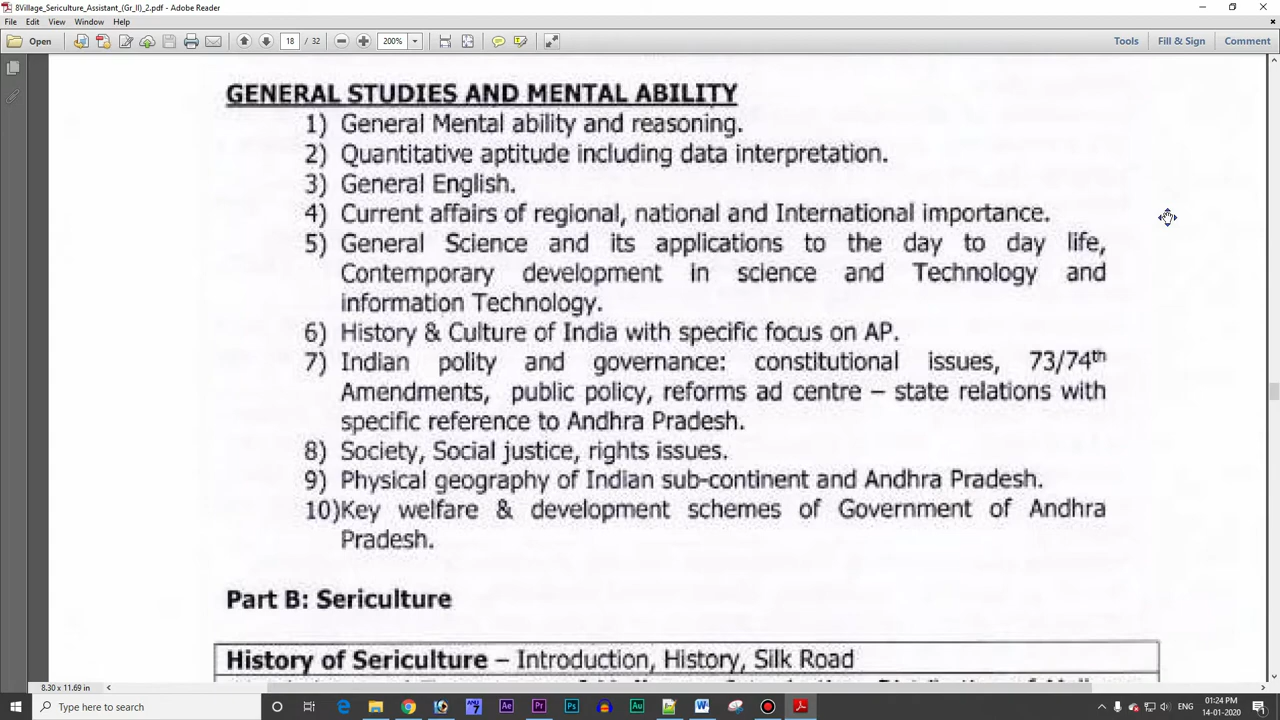 8Village_Sericulture_Assistant_(Gr_II)_2.pdf - Adobe Reader
File Edit View Window Help
Open 18 / 32 200% Tools Fill & Sign Comment
GENERAL STUDIES AND MENTAL ABILITY
1) General Mental ability and reasoning.
2) Quantitative aptitude including data interpretation.
3) General English.
4) Current affairs of regional, national and International importance.
5) General Science and its applications to the day to day life,
Contemporary development in science and Technology and
information Technology.
6) History & Culture of India with specific focus on AP.
7) Indian polity and governance: constitutional issues, 73/74th
Amendments, public policy, reforms ad centre – state relations with
specific reference to Andhra Pradesh.
8) Society, Social justice, rights issues.
9) Physical geography of Indian sub-continent and Andhra Pradesh.
10)Key welfare & development schemes of Government of Andhra
Pradesh.
Part B: Sericulture
History of Sericulture – Introduction, History, Silk Road
8.30 x 11.69 in
Type here to search
Ae Pr Ps Au W
01:24 PM
14-01-2020